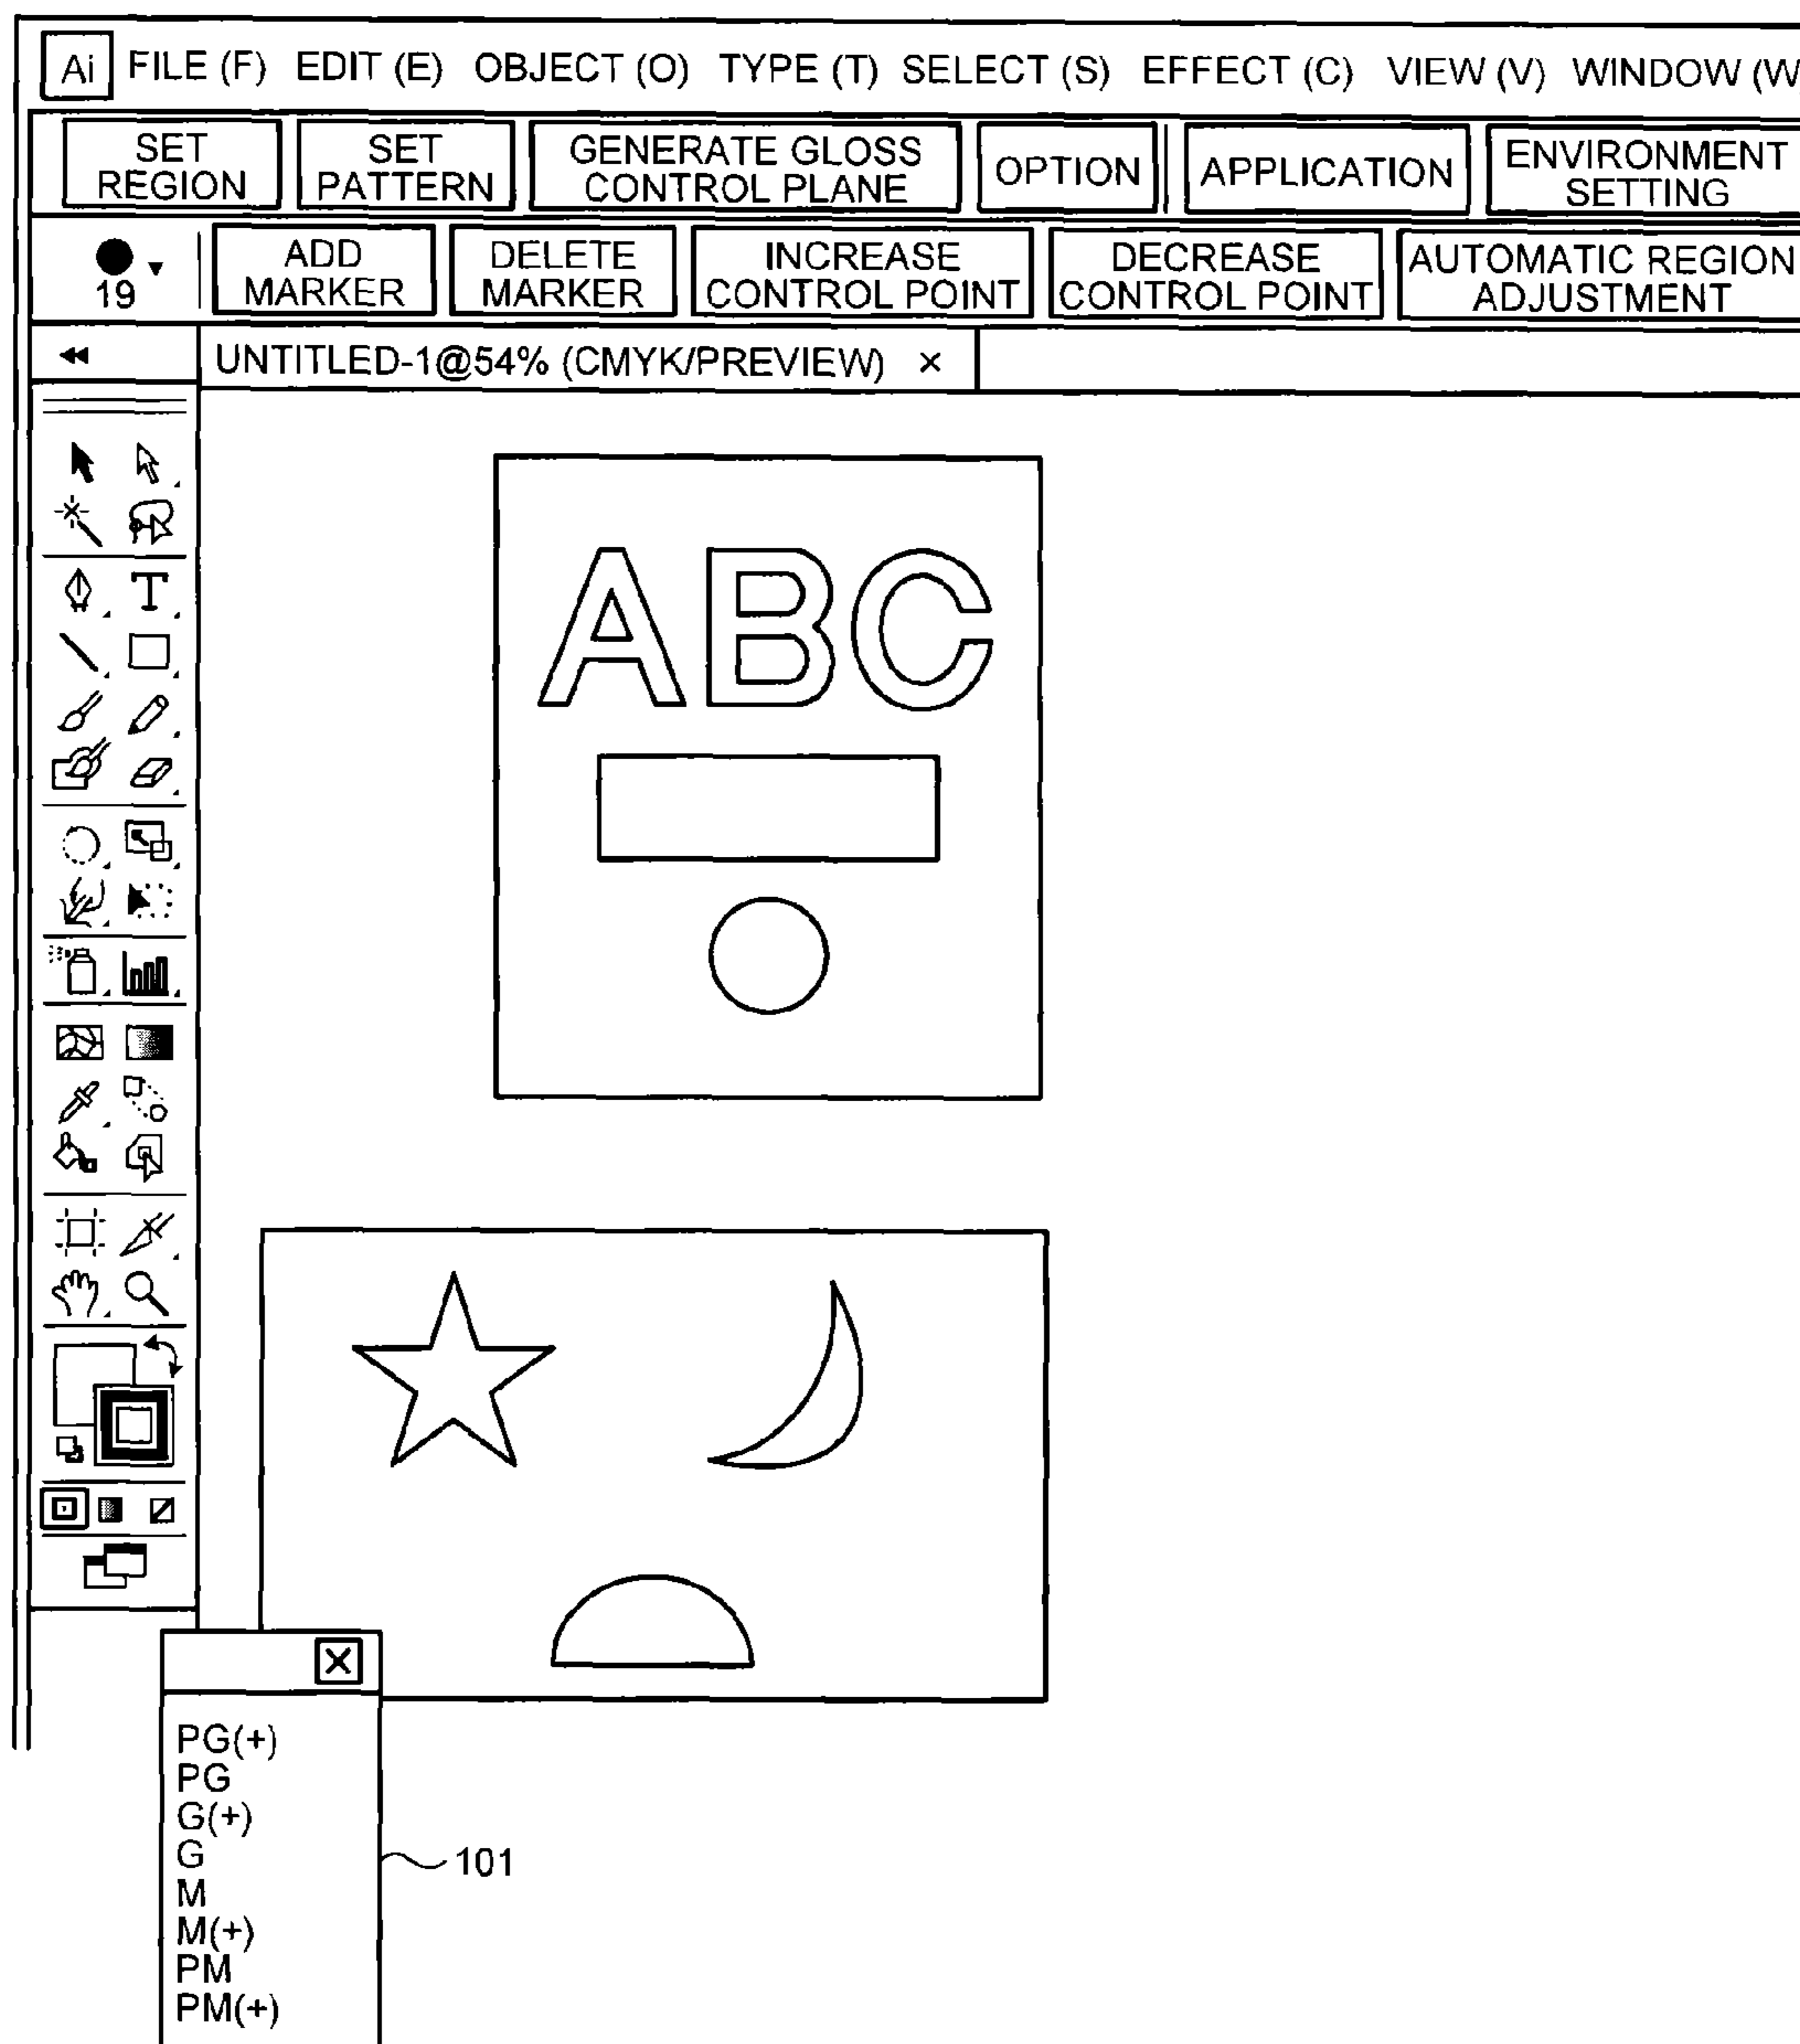 Ai FILE (F) EDIT (E) OBJECT (O) TYPE (T) SELECT (S) EFFECT (C) VIEW (V) WINDOW (W
SET REGION
SET PATTERN
GENERATE GLOSS CONTROL PLANE
OPTION
APPLICATION
ENVIRONMENT SETTING
19
ADD MARKER
DELETE MARKER
INCREASE CONTROL POINT
DECREASE CONTROL POINT
AUTOMATIC REGION ADJUSTMENT
UNTITLED-1@54% (CMYK/PREVIEW) ×
T
ABC
PG(+)
PG
G(+)
G
101
M
M(+)
PM
PM(+)